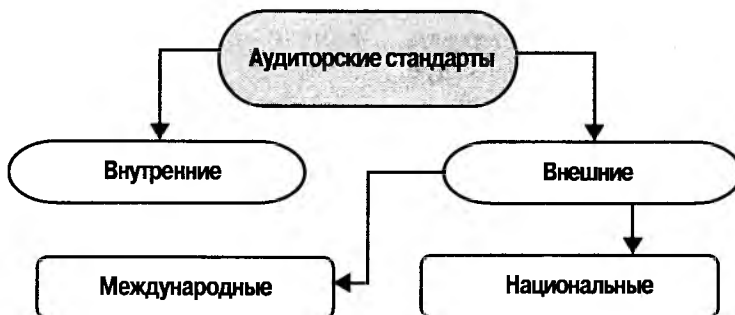 Аудиторские стандарты
Внутренние
Внешние
Международные
Национальные